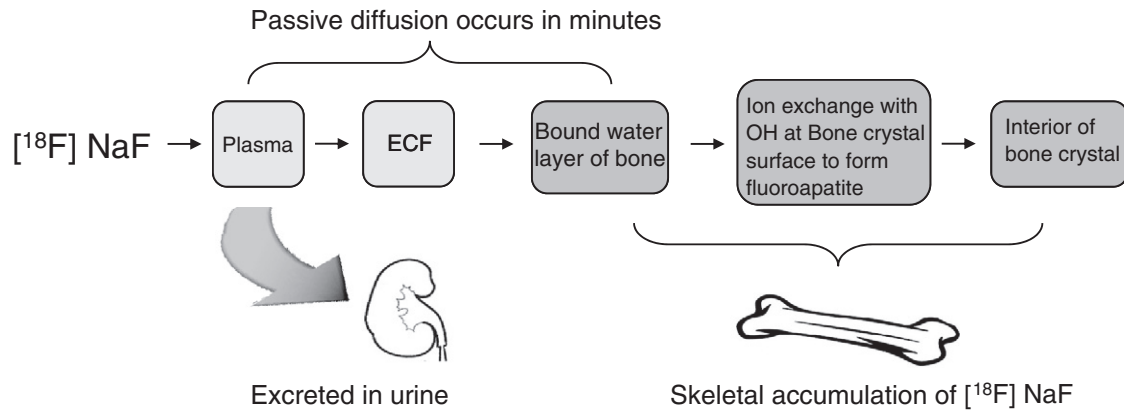 Passive diffusion occurs in minutes
[¹⁸F] NaF
Plasma
ECF
Bound water
layer of bone
Ion exchange with
OH at Bone crystal
surface to form
fluoroapatite
Interior of
bone crystal
Excreted in urine
Skeletal accumulation of [¹⁸F] NaF